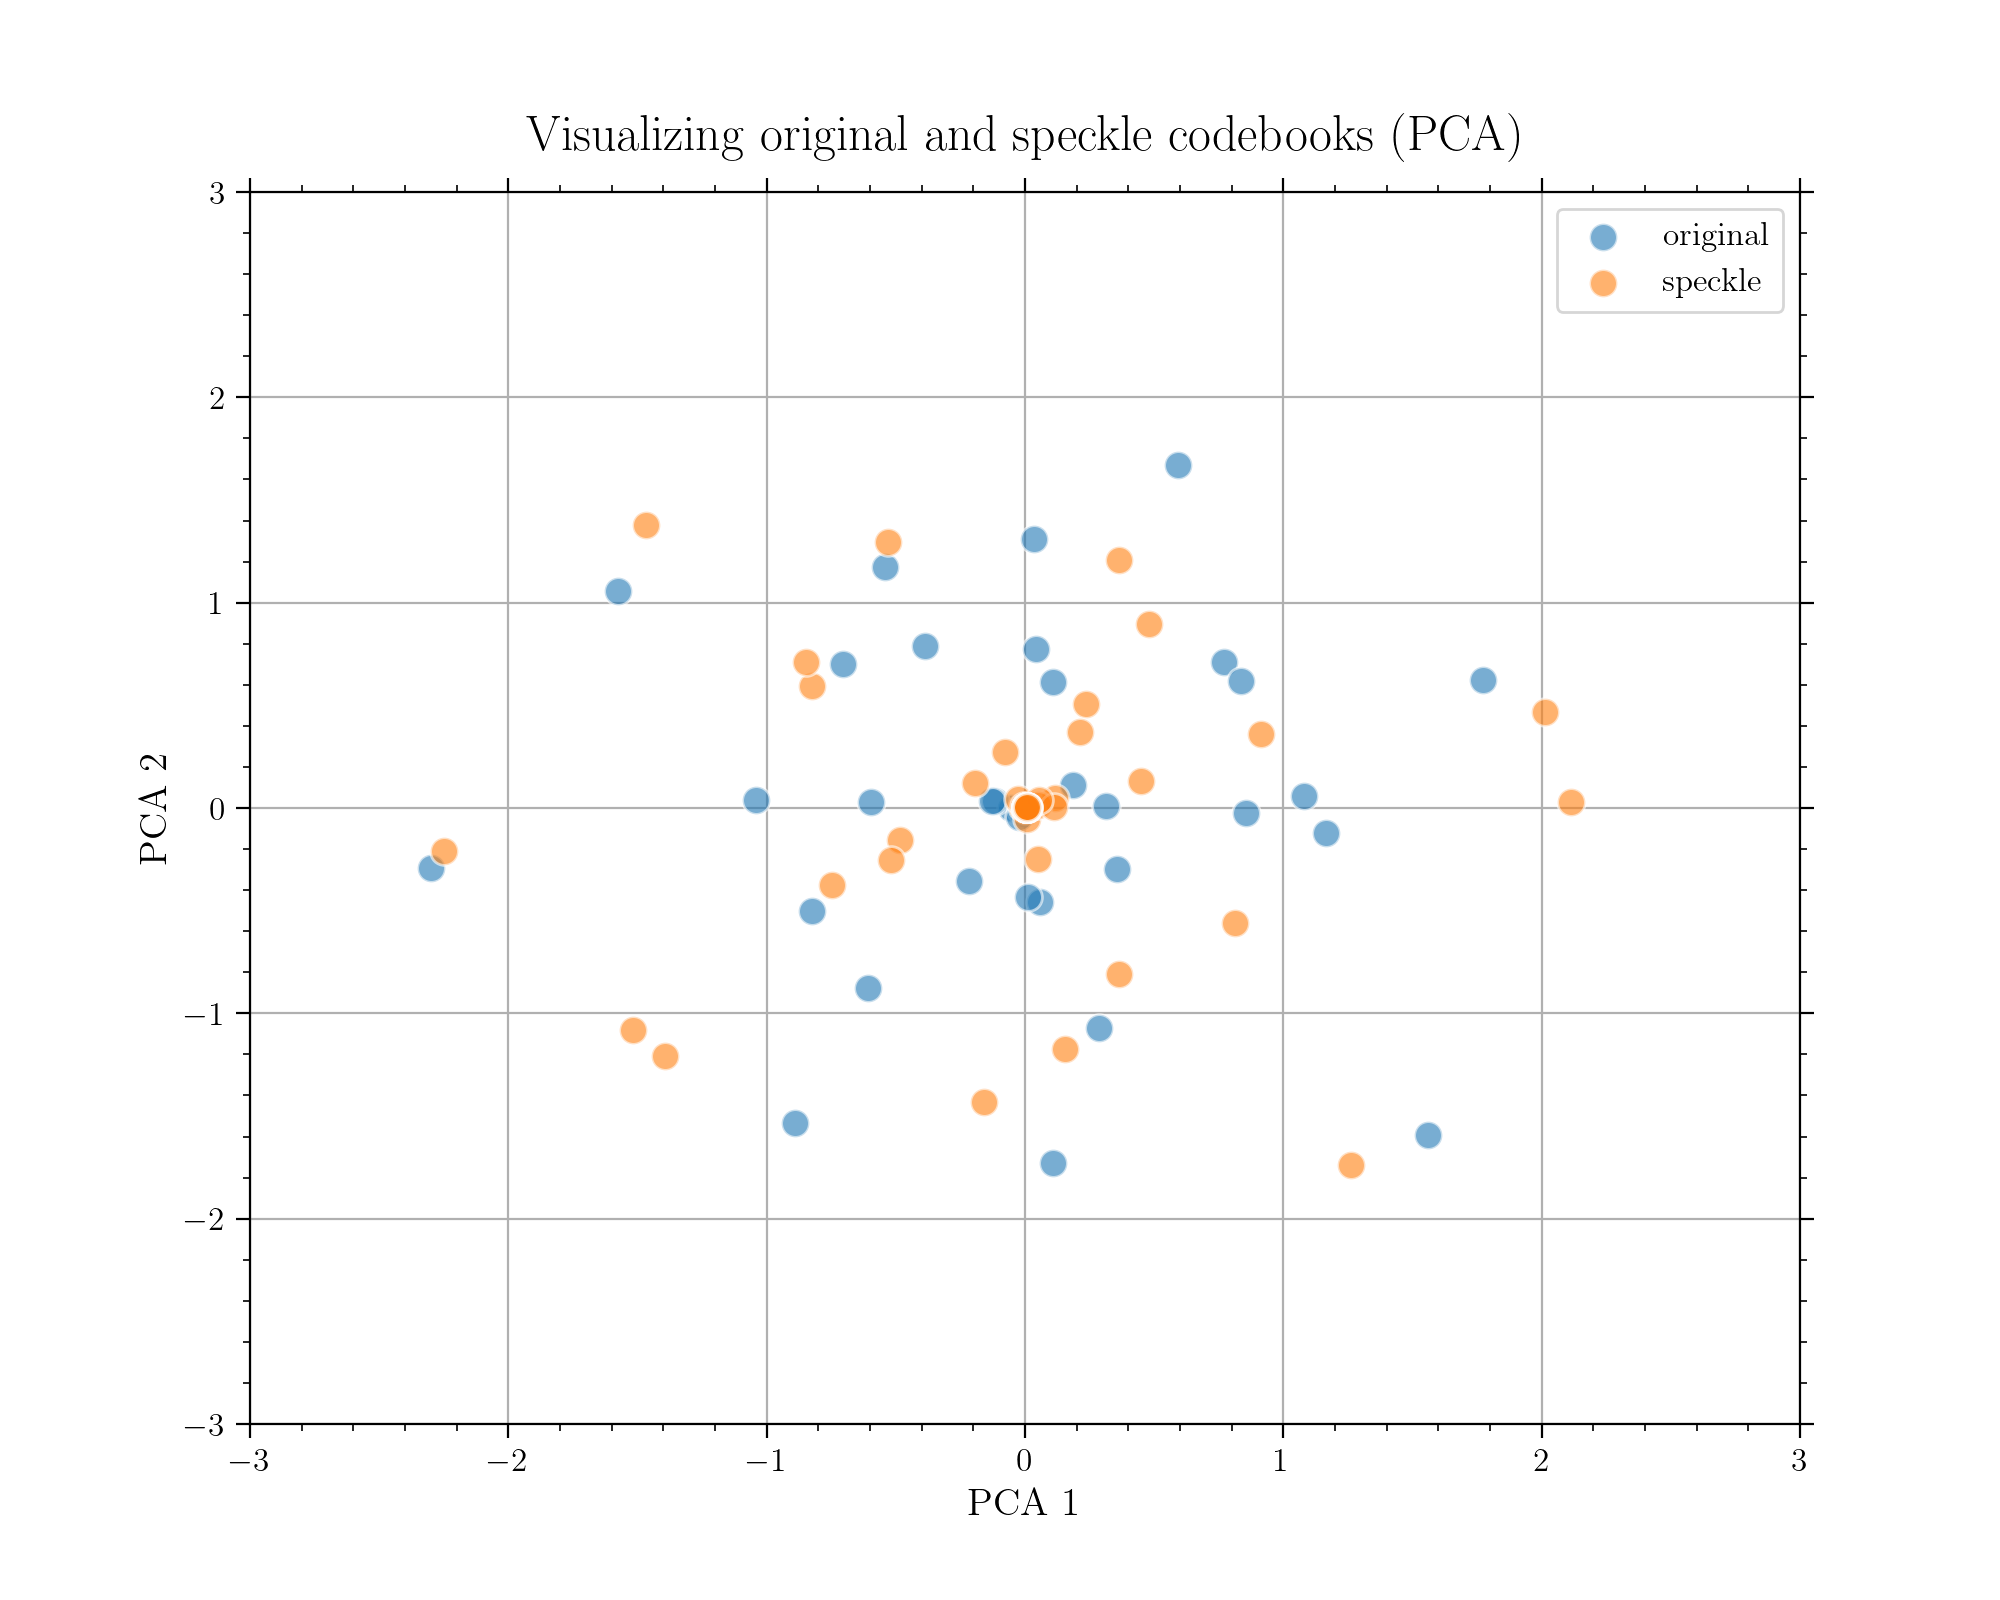 Visualizing original and speckle codebooks (PCA)
original
speckle
3
2
1
0
−1
−2
−3
PCA 2
−3 −2 −1 0 1 2 3
PCA 1